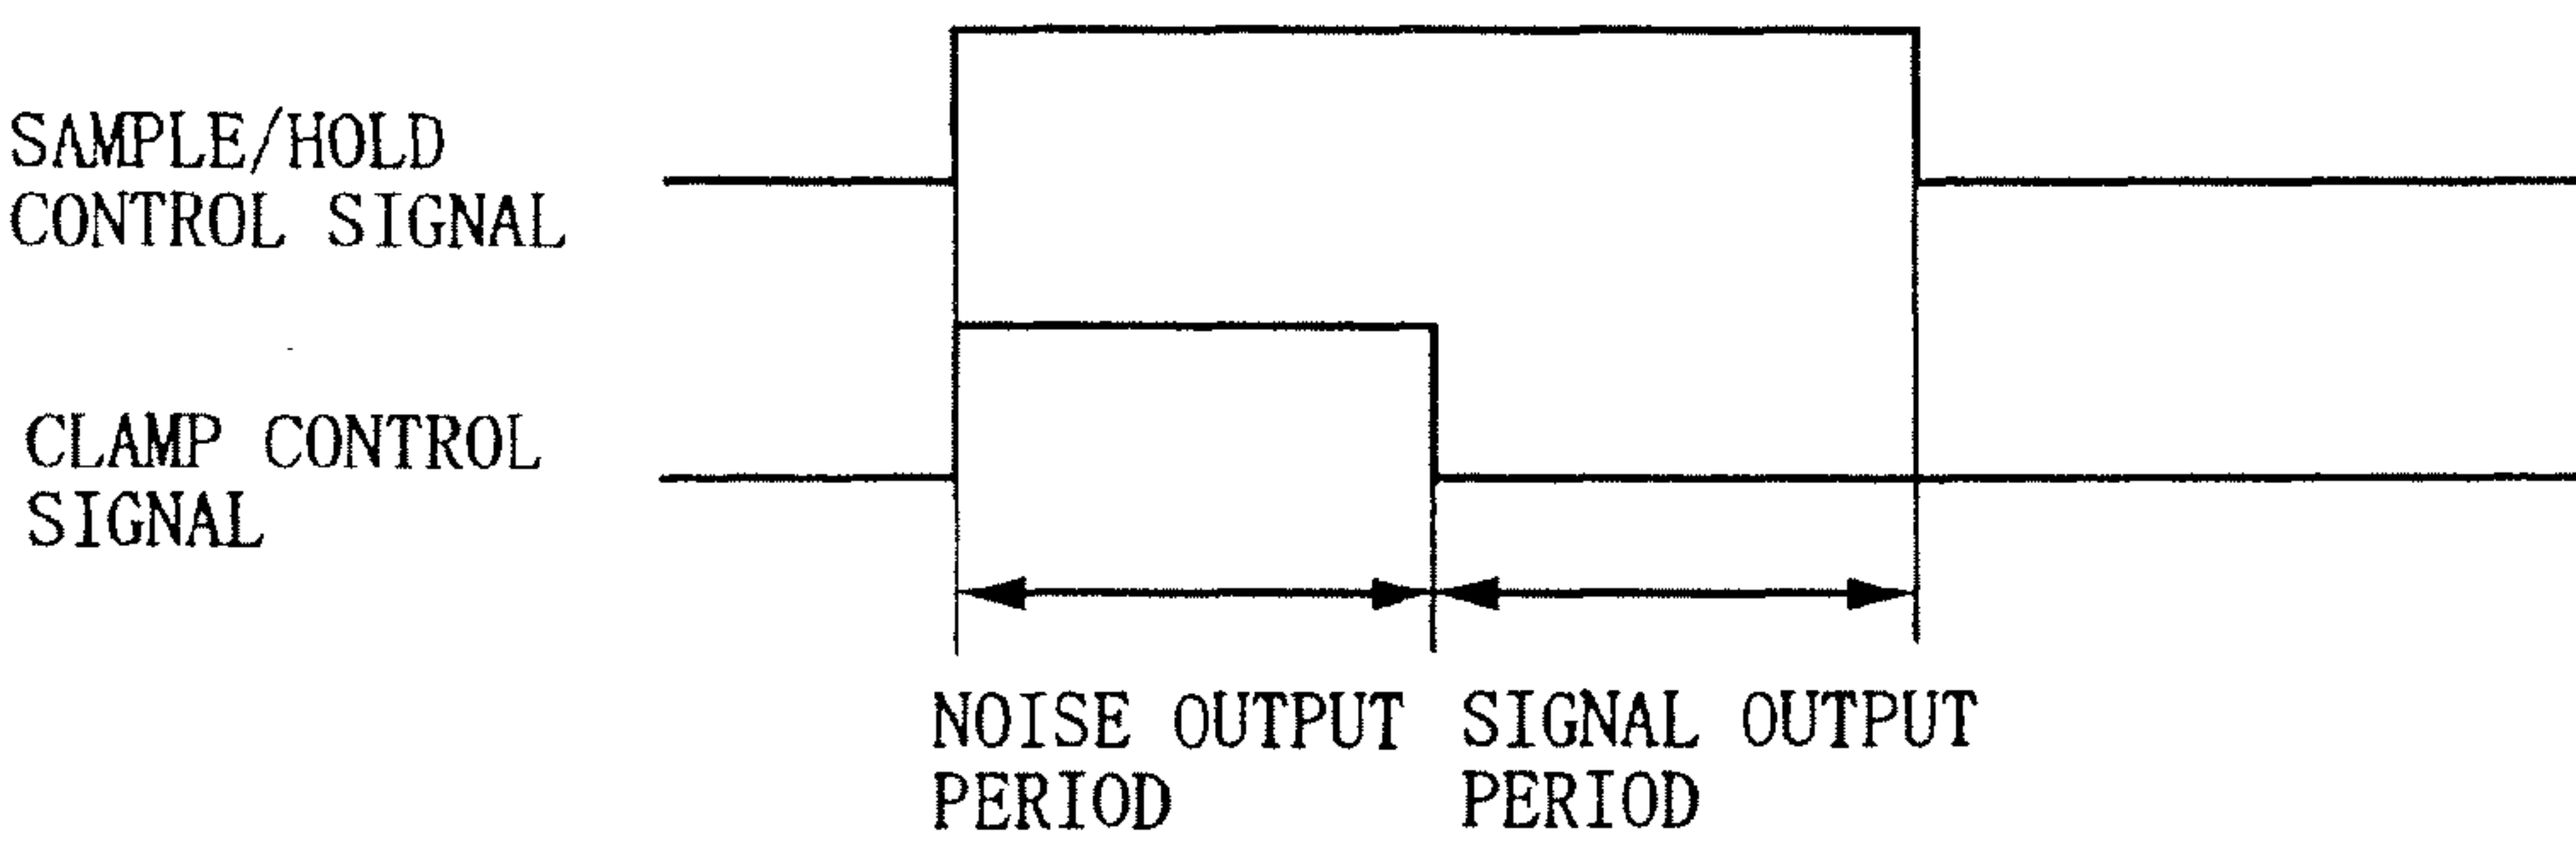 SAMPLE/HOLD
CONTROL SIGNAL
CLAMP CONTROL
SIGNAL
NOISE OUTPUT
PERIOD
SIGNAL OUTPUT
PERIOD